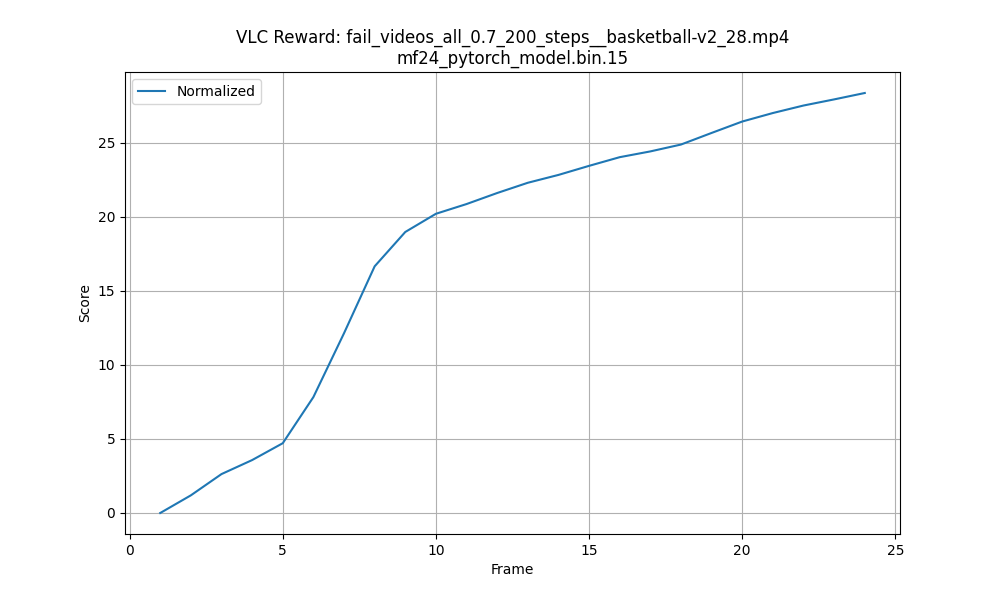 VLC Reward: fail_videos_all_0.7_200_steps__basketball-v2_28.mp4
mf24_pytorch_model.bin.15
Normalized
25
20
15
10
5
0
Score
0 5 10 15 20 25
Frame